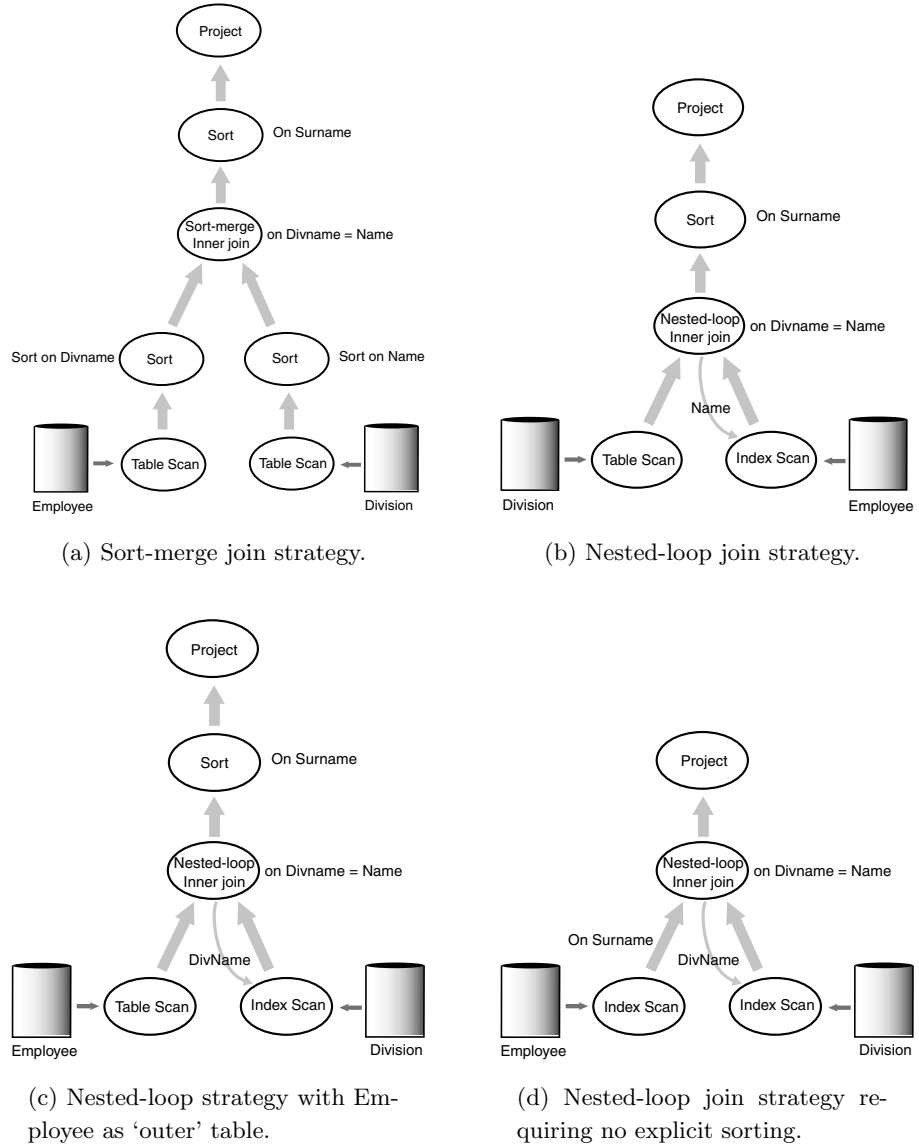 Project
Sort
On Surname
Sort-merge
Inner join
on Divname = Name
Sort on Divname
Sort
Sort
Sort on Name
Table Scan
Table Scan
Employee
Division
(a) Sort-merge join strategy.
Project
Sort
On Surname
Nested-loop
Inner join
on Divname = Name
Name
Table Scan
Index Scan
Division
Employee
(b) Nested-loop join strategy.
Project
Sort
On Surname
Nested-loop
Inner join
on Divname = Name
DivName
Table Scan
Index Scan
Employee
Division
(c) Nested-loop strategy with Em-
ployee as ‘outer’ table.
Project
Nested-loop
Inner join
on Divname = Name
On Surname
DivName
Index Scan
Index Scan
Employee
Division
(d) Nested-loop join strategy re-
quiring no explicit sorting.